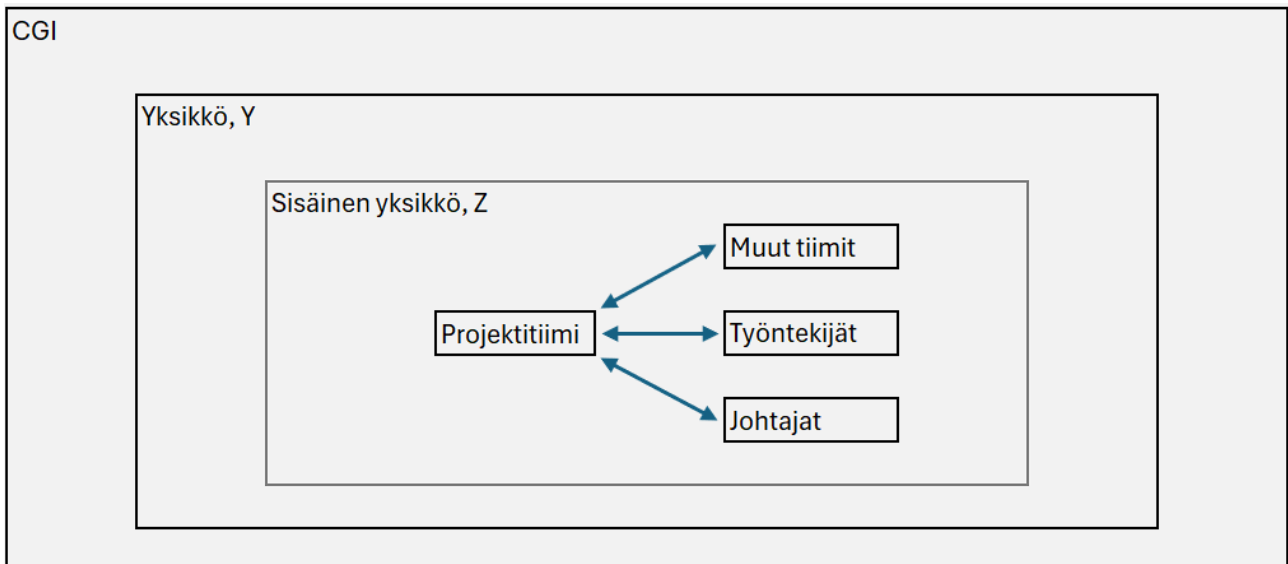 CGI
Yksikkö, Y
Sisäinen yksikkö, Z
Muut tiimit
Projektitiimi
Työntekijät
Johtajat